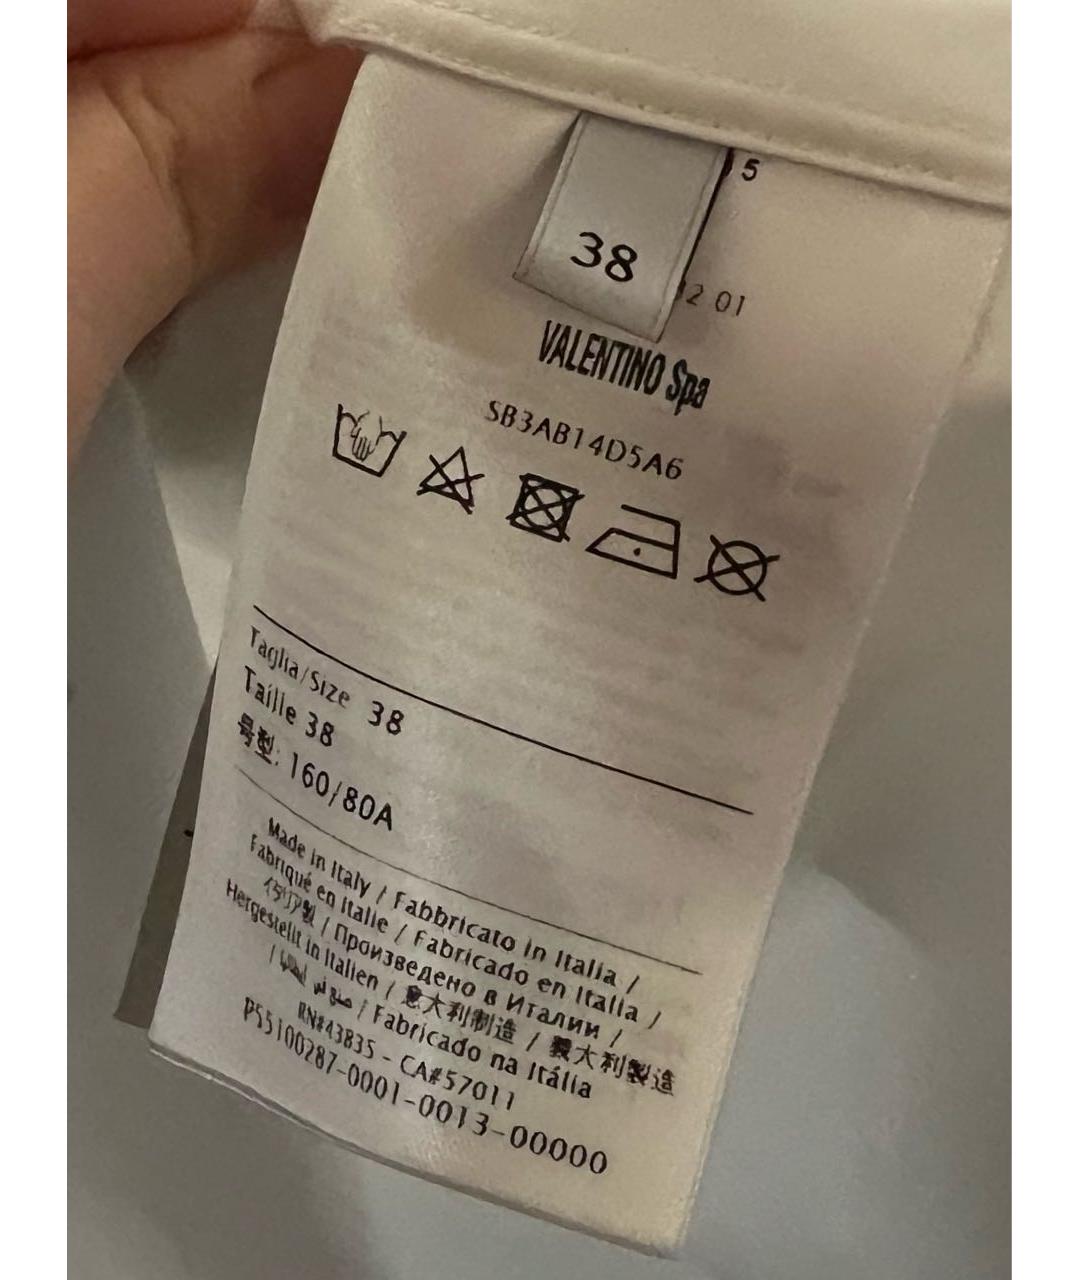 5
38
2 01
VALENTINO Spa
SB3AB14D5A6
Taglia/Size 38
Taille 38
号型: 160/80A
Made in Italy / Fabbricato in Italia /
Fabriqué en Italie / Fabricado en Italia /
イタリア製 / Произведено в Италии /
Hergestellt in Italien / 意大利制造 / 義大利製造
/ صنع في إيطاليا / Fabricado na Itália
RN#43835 - CA#57011
P55100287-0001-0013-00000